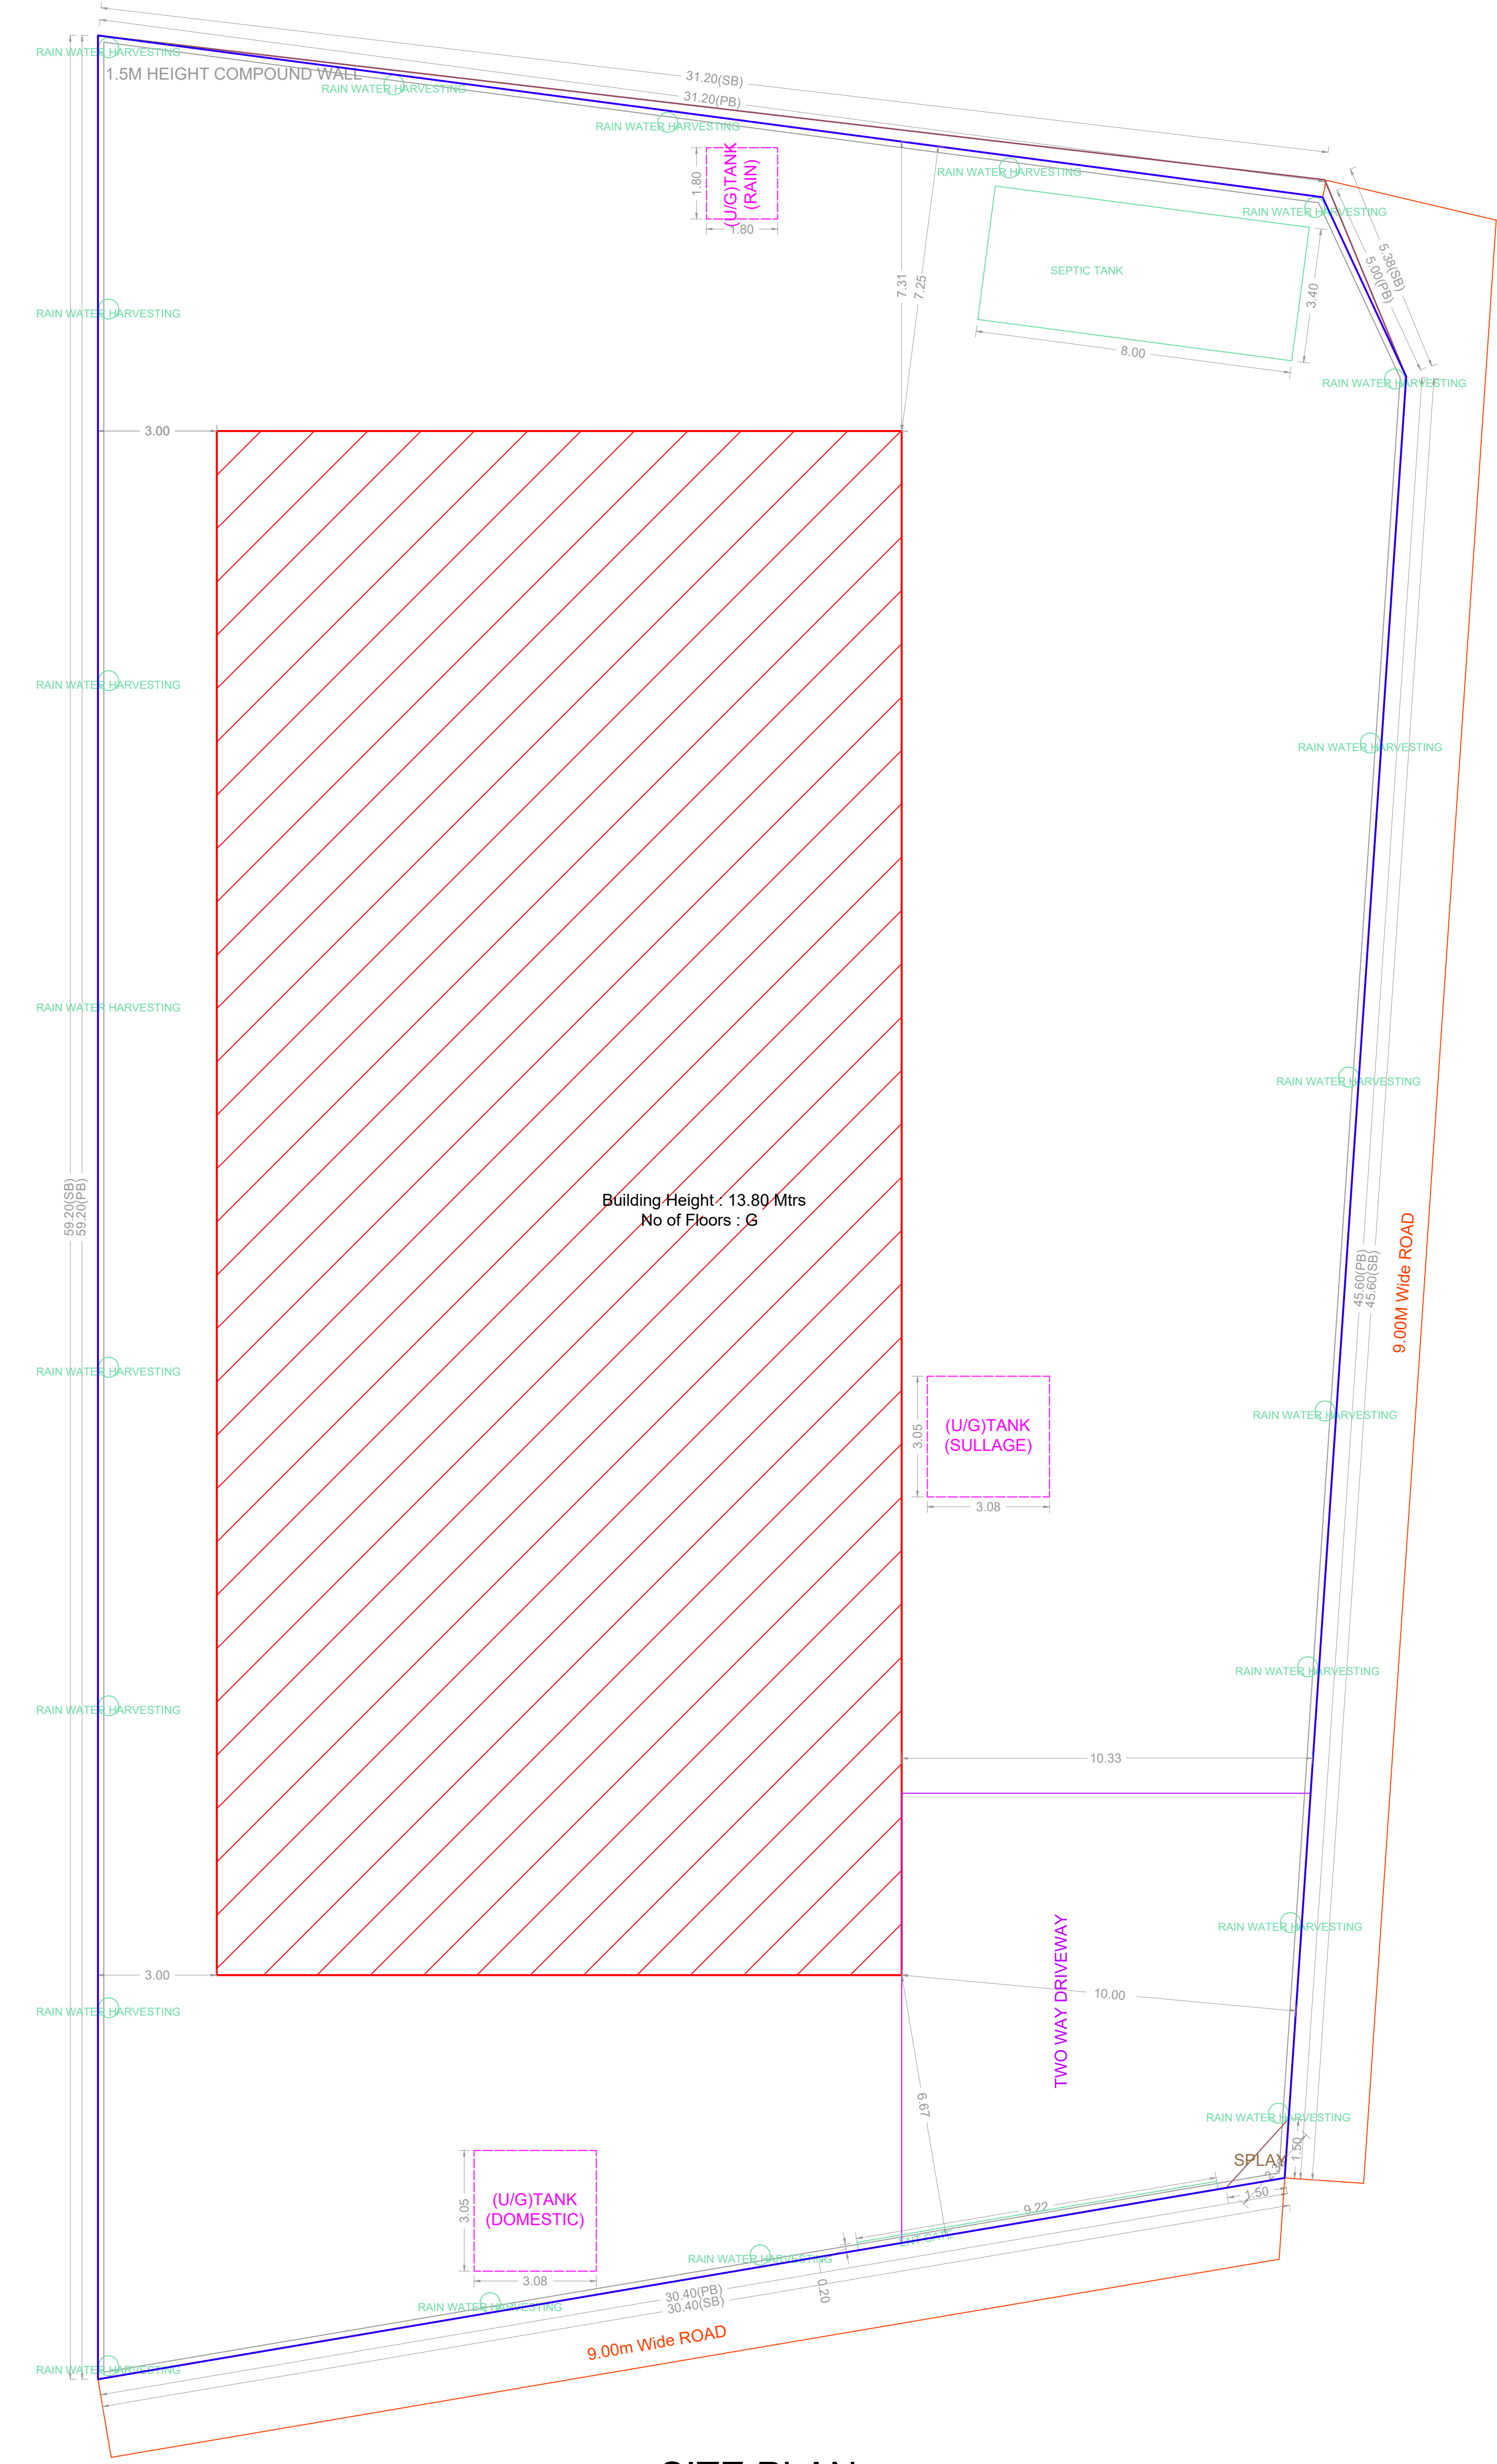 31.20(SB)
31.20(PB)
RAIN WATER HARVESTING
1.5M HEIGHT COMPOUND WALL
RAIN WATER HARVESTING
RAIN WATER HARVESTING
(U/G)TANK
(RAIN)
1.80
1.80
RAIN WATER HARVESTING
RAIN WATER HARVESTING
5.38(SB)
5.00(PB)
7.31
7.25
SEPTIC TANK
3.40
8.00
RAIN WATER HARVESTING
RAIN WATER HARVESTING
3.00
RAIN WATER HARVESTING
RAIN WATER HARVESTING
RAIN WATER HARVESTING
RAIN WATER HARVESTING
59.20(SB)
59.20(PB)
Building Height : 13.80 Mtrs
No of Floors : G
45.60(PB)
45.60(SB)
9.00M Wide ROAD
RAIN WATER HARVESTING
RAIN WATER HARVESTING
(U/G)TANK
(SULLAGE)
3.05
3.08
RAIN WATER HARVESTING
RAIN WATER HARVESTING
10.33
RAIN WATER HARVESTING
3.00
10.00
TWO WAY DRIVEWAY
RAIN WATER HARVESTING
6.67
RAIN WATER HARVESTING
SPLAY
1.50
1.50
9.22
(U/G)TANK
(DOMESTIC)
3.05
3.08
ENT GATE
RAIN WATER HARVESTING
0.20
RAIN WATER HARVESTING
30.40(PB)
30.40(SB)
9.00m Wide ROAD
RAIN WATER HARVESTING
SITE PLAN